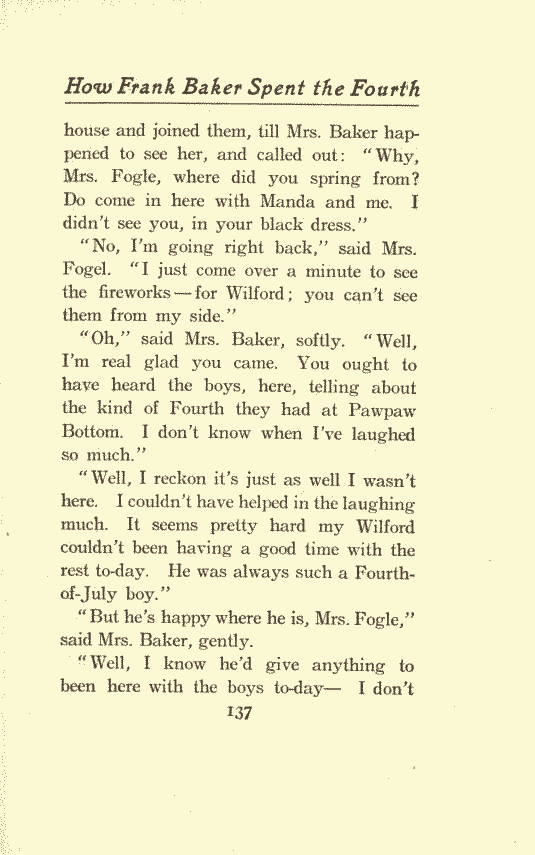 How Frank Baker Spent the Fourth
house and joined them, till Mrs. Baker hap-
pened to see her, and called out: "Why,
Mrs. Fogle, where did you spring from?
Do come in here with Manda and me. I
didn't see you, in your black dress."
"No, I'm going right back," said Mrs.
Fogel. "I just come over a minute to see
the fireworks—for Wilford; you can't see
them from my side."
"Oh," said Mrs. Baker, softly. "Well,
I'm real glad you came. You ought to
have heard the boys, here, telling about
the kind of Fourth they had at Pawpaw
Bottom. I don't know when I've laughed
so much."
"Well, I reckon it's just as well I wasn't
here. I couldn't have helped in the laughing
much. It seems pretty hard my Wilford
couldn't been having a good time with the
rest to-day. He was always such a Fourth-
of-July boy."
"But he's happy where he is, Mrs. Fogle,"
said Mrs. Baker, gently.
"Well, I know he'd give anything to
been here with the boys to-day— I don't
137